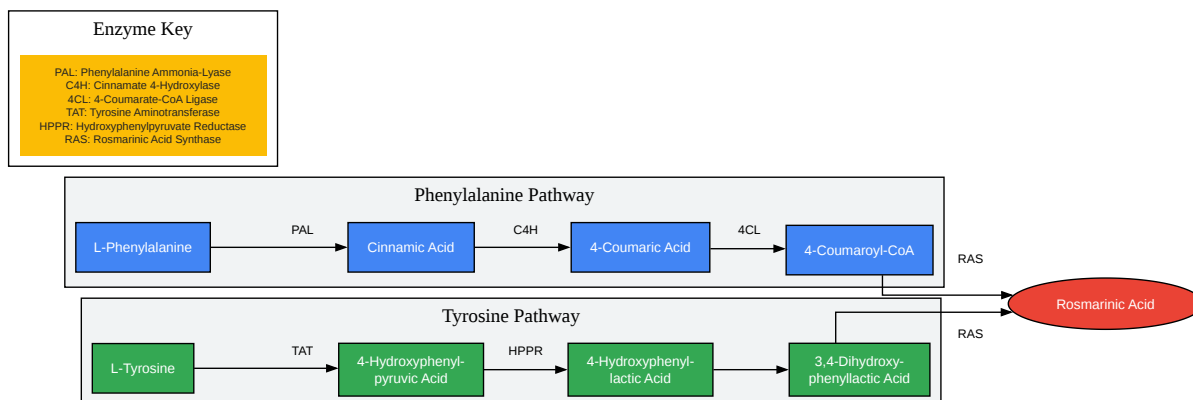 Enzyme Key
PAL: Phenylalanine Ammonia-Lyase
C4H: Cinnamate 4-Hydroxylase
4CL: 4-Coumarate-CoA Ligase
TAT: Tyrosine Aminotransferase
HPPR: Hydroxyphenylpyruvate Reductase
RAS: Rosmarinic Acid Synthase
Phenylalanine Pathway
L-Phenylalanine
PAL
Cinnamic Acid
C4H
4-Coumaric Acid
4CL
4-Coumaroyl-CoA
RAS
Rosmarinic Acid
Tyrosine Pathway
RAS
L-Tyrosine
TAT
4-Hydroxyphenyl-
pyruvic Acid
HPPR
4-Hydroxyphenyl-
lactic Acid
3,4-Dihydroxy-
phenyllactic Acid